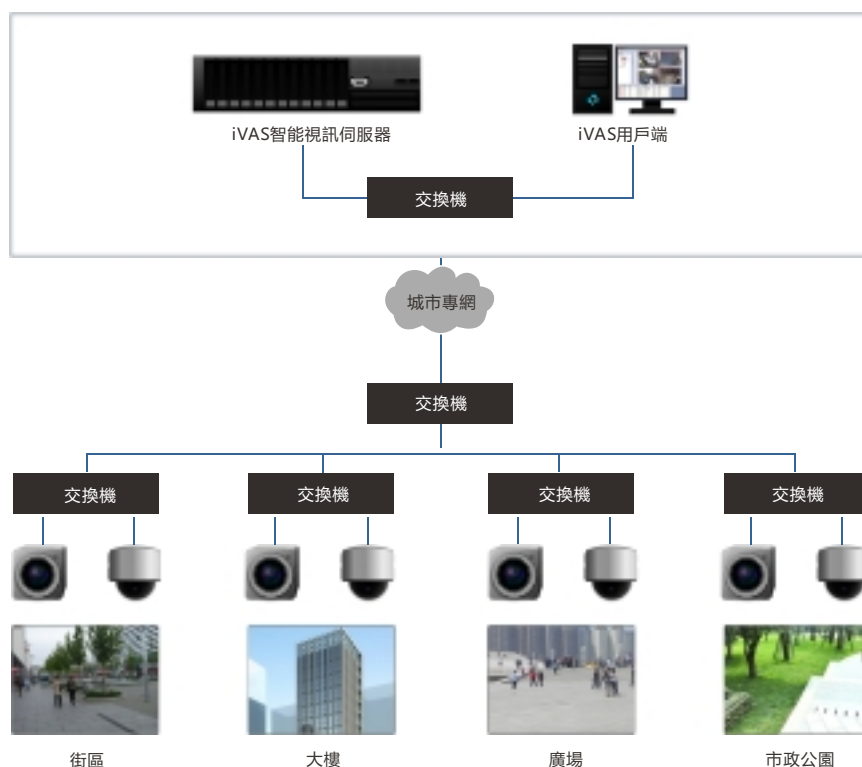 iVAS智能視訊伺服器
iVAS用戶端
交換機
城市專網
交換機
交換機
交換機
交換機
交換機
街區
大樓
廣場
市政公園